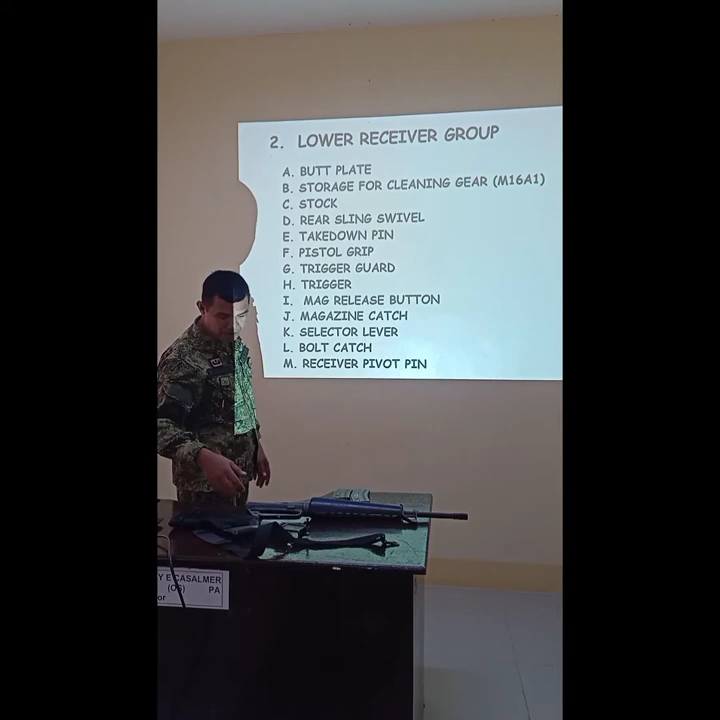 2. LOWER RECEIVER GROUP
A. BUTT PLATE
B. STORAGE FOR CLEANING GEAR (M16A1)
C. STOCK
D. REAR SLING SWIVEL
E. TAKEDOWN PIN
F. PISTOL GRIP
G. TRIGGER GUARD
H. TRIGGER
I. MAG RELEASE BUTTON
J. MAGAZINE CATCH
K. SELECTOR LEVER
L. BOLT CATCH
M. RECEIVER PIVOT PIN
Y E CASALMER
(OS) PA
or